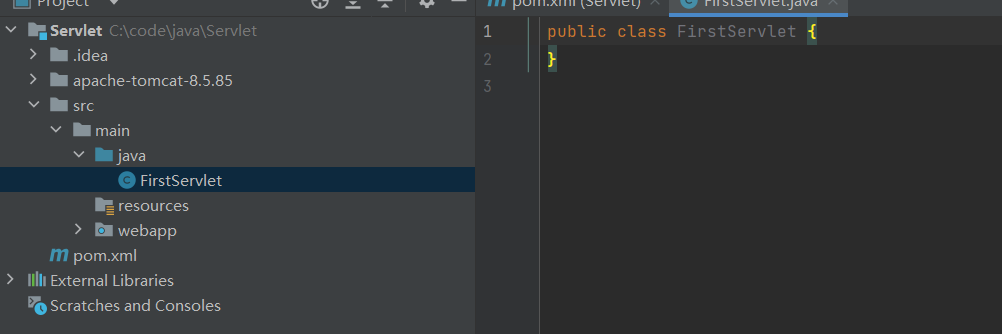 Project
Servlet C:\code\java\Servlet
.idea
apache-tomcat-8.5.85
src
main
java
FirstServlet
resources
webapp
pom.xml
External Libraries
Scratches and Consoles
pom.xml (Servlet)
FirstServlet.java
1 public class FirstServlet {
2 }
3